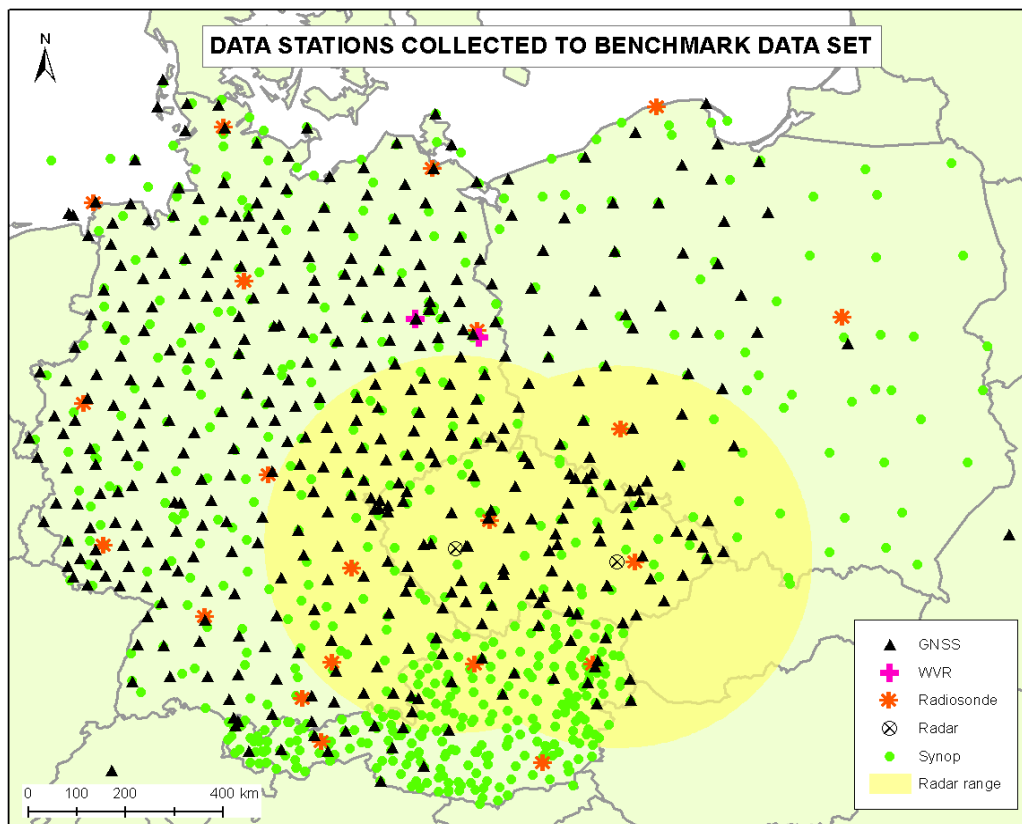 DATA STATIONS COLLECTED TO BENCHMARK DATA SET
N
GNSS
WVR
Radiosonde
Radar
Synop
Radar range
0 100 200 400 km